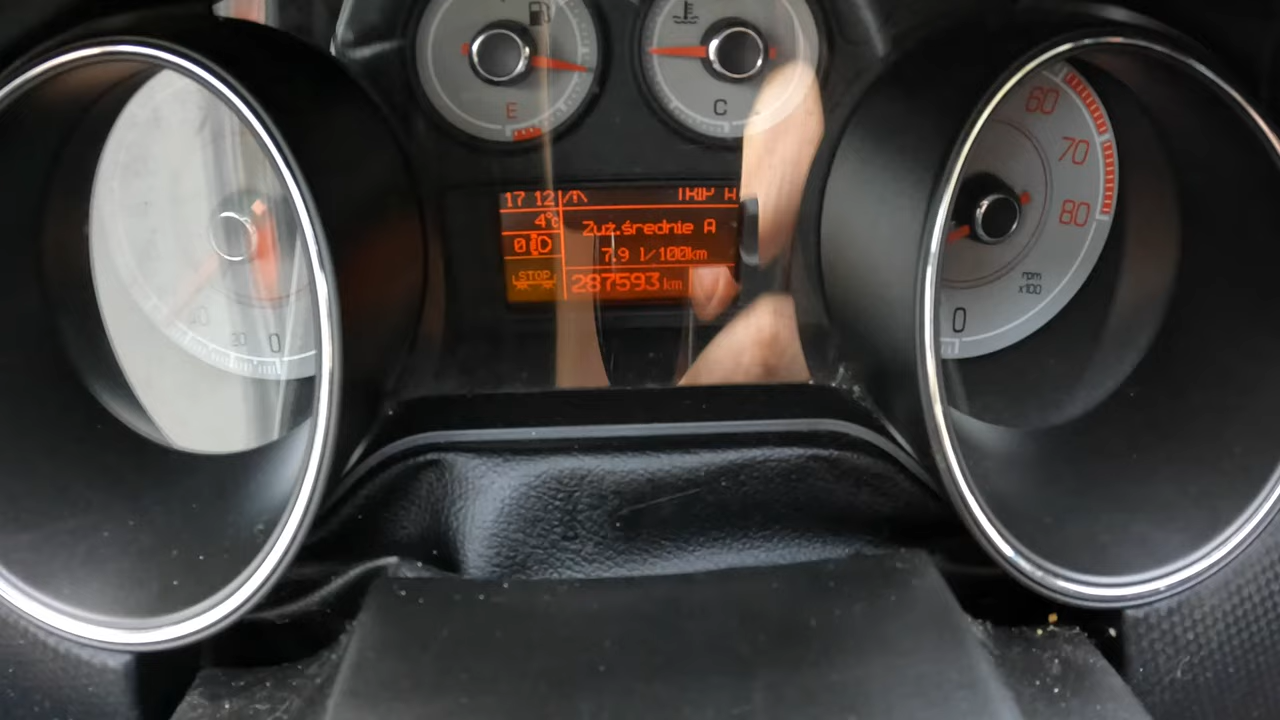 E
C
17 12
TRIP A
4°c
Zuż.średnie A
0
7.9 l/100km
STOP
287593 km
40
20
0
60
70
80
rpm
x100
0